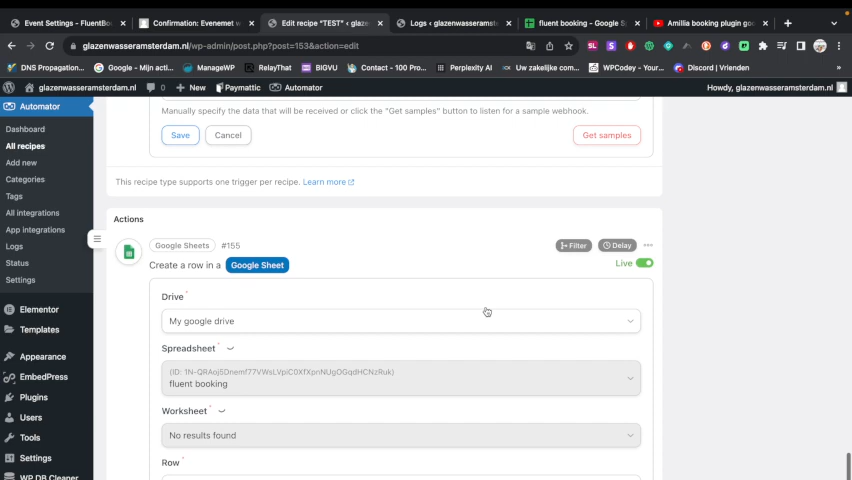 Event Settings - FluentBoo
Confirmation: Evenemet w
Edit recipe "TEST" < glaze
Logs < glazenwasseramste
fluent booking - Google S
Amillia booking plugin goe
glazenwasseramsterdam.nl/wp-admin/post.php?post=153&action=edit
DNS Propagation...
Google - Mijn acti...
ManageWP
RelayThat
BIGVU
Contact - 100 Pro...
Perplexity AI
Uw zakelijke com...
WPCodey - Your...
Discord | Vrienden
glazenwasseramsterdam.nl
0
New
Paymattic
Automator
Howdy, glazenwasseramsterdam.nl
Automator
Dashboard
All recipes
Add new
Categories
Tags
All integrations
App integrations
Logs
Status
Settings
Elementor
Templates
Appearance
EmbedPress
Plugins
Users
Tools
Settings
WP DB Cleaner
Manually specify the data that will be received or click the "Get samples" button to listen for a sample webhook.
Save
Cancel
Get samples
This recipe type supports one trigger per recipe. Learn more
Actions
Google Sheets
#155
Filter
Delay
Create a row in a Google Sheet
Live
Drive*
My google drive
Spreadsheet*
(ID: 1N-QRAoj5Dnemf77VWsLVpiC0XfXpnNUgOGqdHCNzRuk)
fluent booking
Worksheet*
No results found
Row*